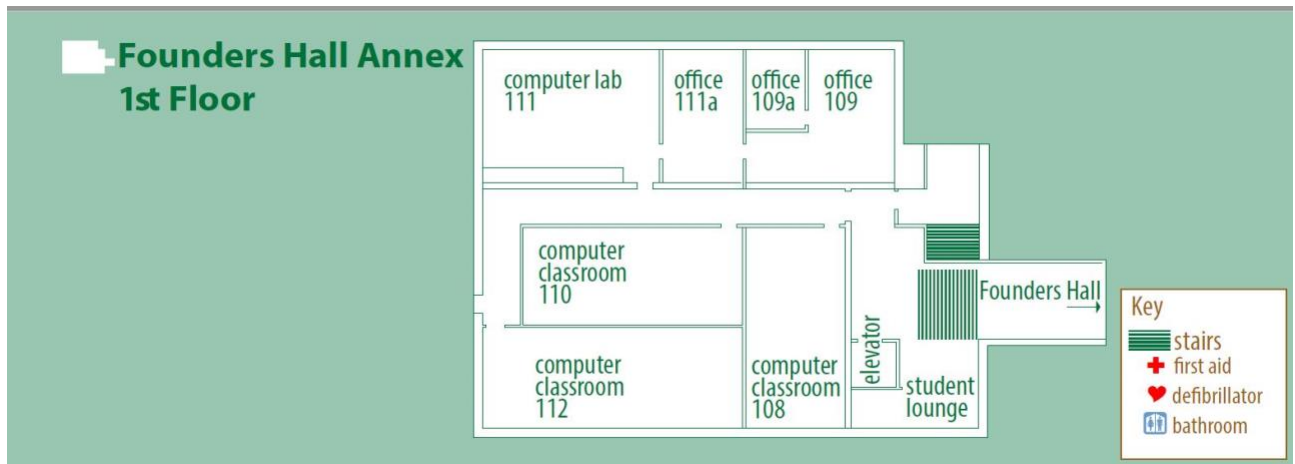 Founders Hall Annex
1st Floor
computer lab
111
office
111a
office
109a
office
109
computer
classroom
110
computer
classroom
112
computer
classroom
108
elevator
student
lounge
Founders Hall
Key
stairs
first aid
defibrillator
bathroom